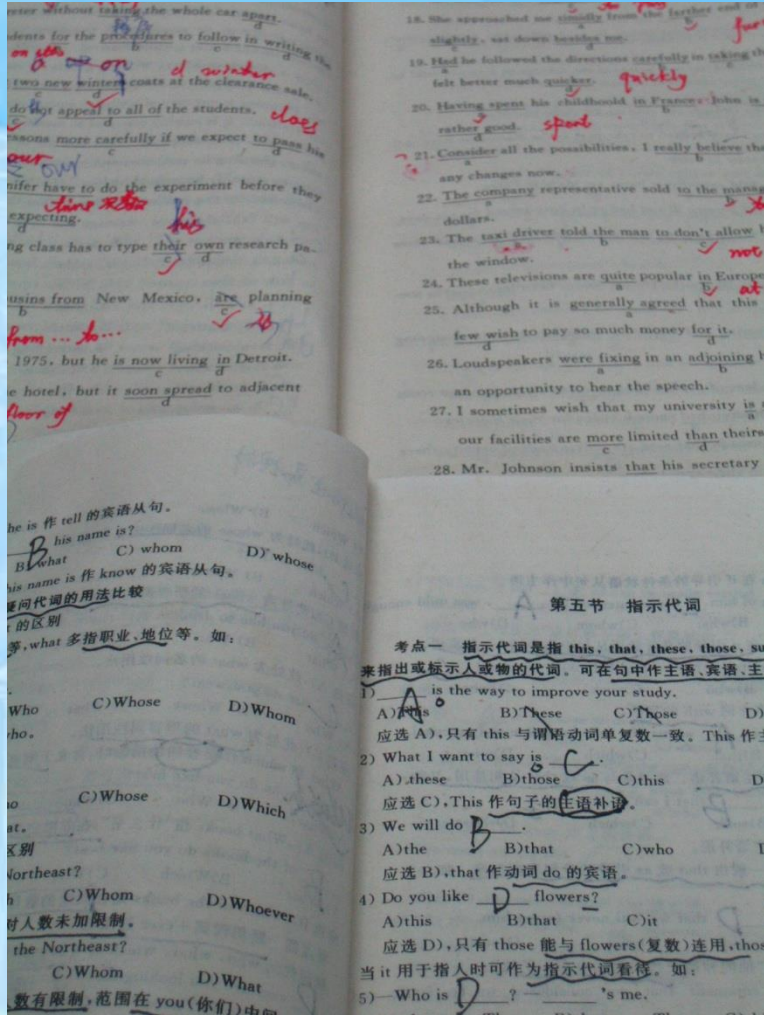 neter without taking the whole car apart.
d
dents for the procedures to follow in writing the
b c d
on
d winter
two new winter coats at the clearance sale.
c d
do not appeal to all of the students. does
c d
ssons more carefully if we expect to pass his
c d
our
our
nifer have to do the experiment before they
c
time
expecting.
d
his
ng class has to type their own research pa-
c d
ousins from New Mexico, are planning
b c
from ... to ...
1975, but he is now living in Detroit.
c d
e hotel, but it soon spread to adjacent
d
floor of
18. She approached me timidly from the farther end of
slightly, sat down besides me.
c d
19. Had he followed the directions carefully in taking
a b c
felt better much quicker. quickly
d
20. Having spent his childhoold in France, John is
a b
rather good. spent
d
21. Consider all the possibilities, I really believe
a b
any changes now.
22. The company representative sold to the
a b
dollars.
23. The taxi driver told the man to don't allow
a b c
the window. not
24. These televisions are quite popular in Europe
a b
at
25. Although it is generally agreed that this
a
few wish to pay so much money for it.
d
26. Loudspeakers were fixing in an adjoining
a b
an opportunity to hear the speech.
27. I sometimes wish that my university is
a
our facilities are more limited than theirs
c d
28. Mr. Johnson insists that his secretary
he is 作 tell 的宾语从句。
B his name is?
B) what C) whom D) whose
his name is 作 know 的宾语从句。
疑问代词的用法比较
的区别
等,what 多指职业、地位等。如:
Who C)Whose D)Whom
ho。
C)Whose D)Which
at。
区别
Northeast?
C)Whom D)Whoever
对人数未加限制。
the Northeast?
C)Whom D)What
数有限制,范围在 you(你们)中间
A
第五节 指示代词
考点一 指示代词是指 this, that, these, those,
来指出或标示人或物的代词。可在句中作主语、宾语、主
1) A is the way to improve your study.
A)This B)These C)Those D)
应选 A),只有 this 与谓语动词单复数一致。This 作主
2) What I want to say is C.
A) these B)those C)this D
应选 C),This 作句子的主语补语。
3) We will do B.
A)the B)that C)who
应选 B),that 作动词 do 的宾语。
4) Do you like D flowers?
A)this B)that C)it
应选 D),只有 those 能与 flowers(复数)连用,
当 it 用于指人时可作为指示代词看待。如:
5)—Who is D? — 's me.